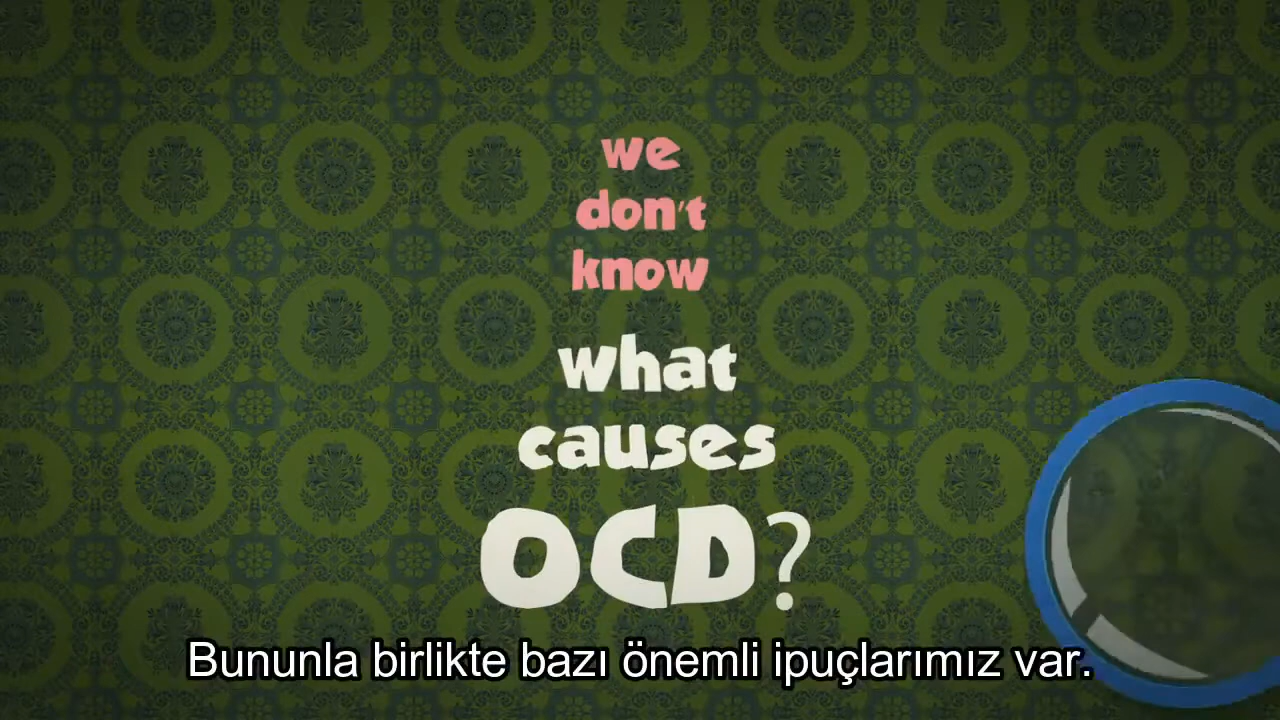 we
don't
know
what
causes
OCD?
Bununla birlikte bazı önemli ipuçlarımız var.